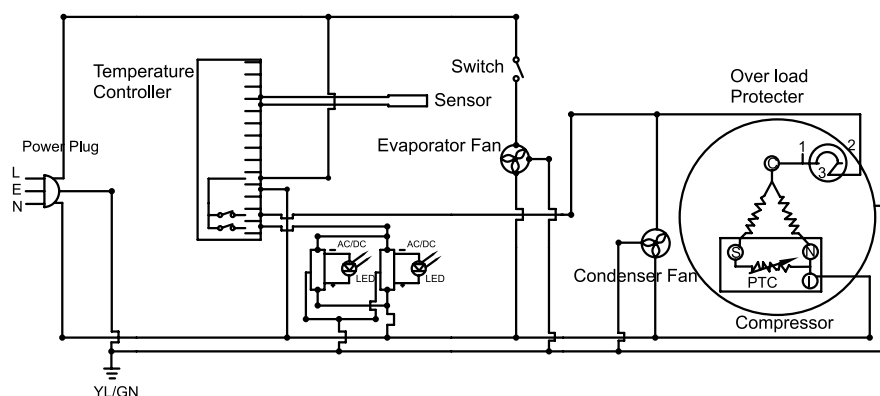 Temperature
Controller
Sensor
Switch
Evaporator Fan
Over load
Protecter
1
2
3
C
Power Plug
L
E
N
AC/DC
LED
AC/DC
LED
Condenser Fan
S
N
PTC
I
Compressor
YL/GN